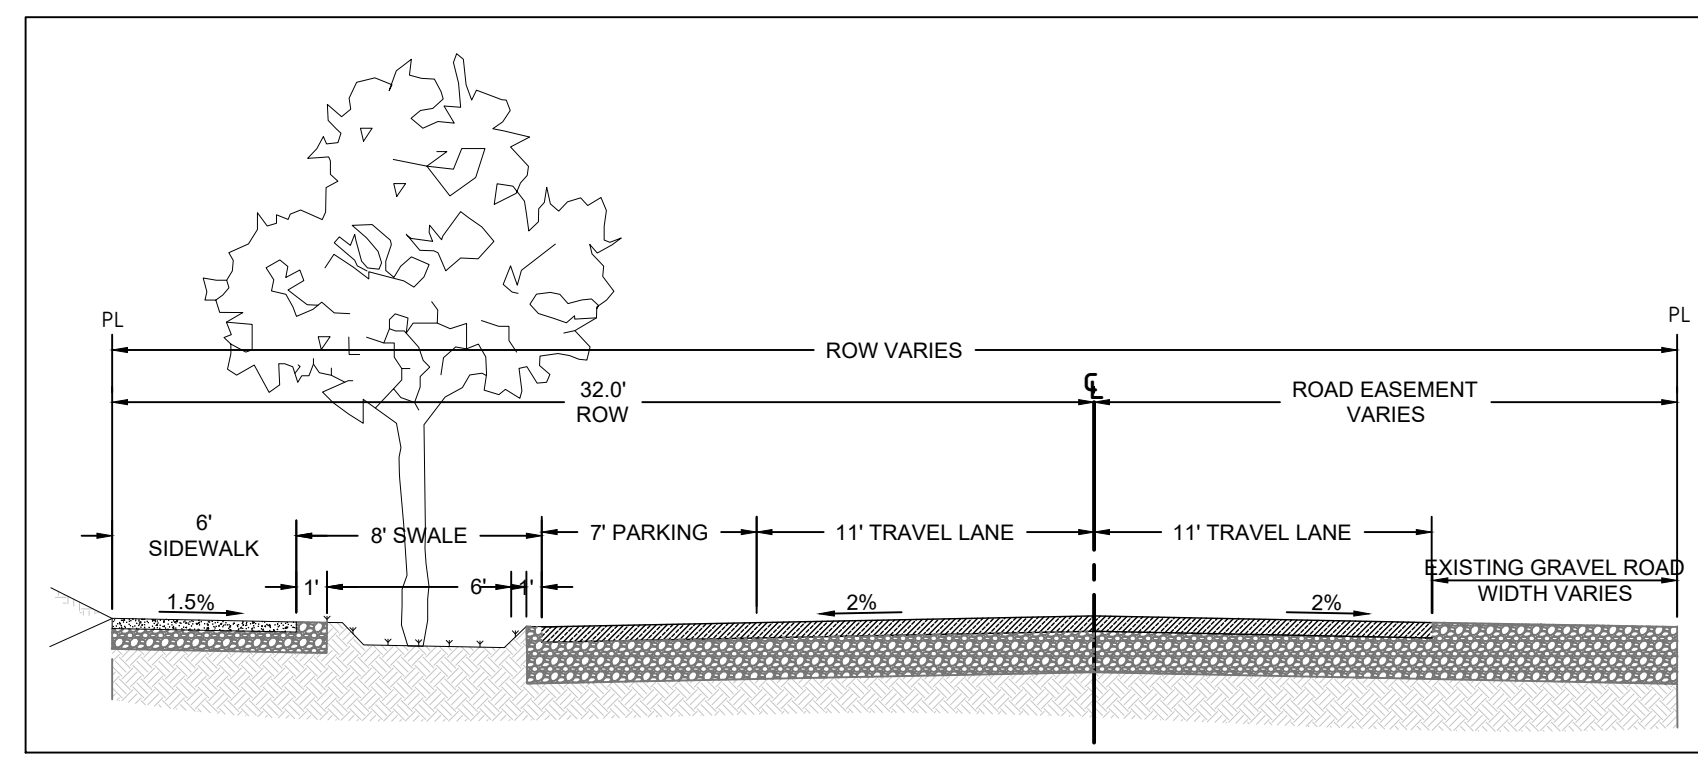 PL
PL
ROW VARIES
32.0'
ROW
℄
ROAD EASEMENT
VARIES
6'
SIDEWALK
8' SWALE
7' PARKING
11' TRAVEL LANE
11' TRAVEL LANE
EXISTING GRAVEL ROAD
WIDTH VARIES
1'
6'
1'
1.5%
2%
2%